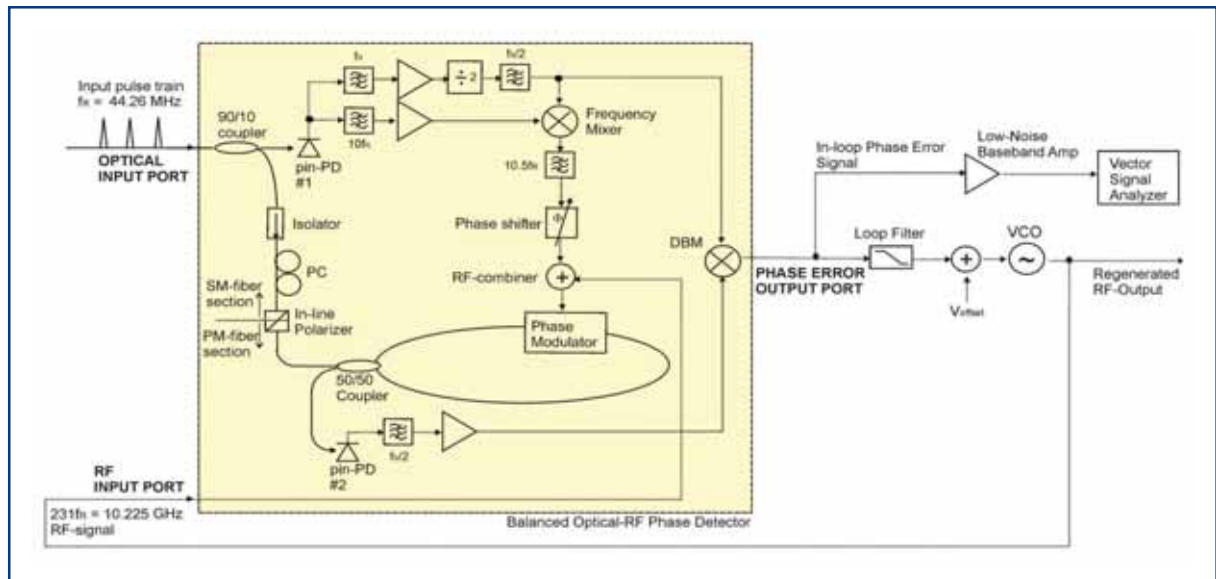 Input pulse train
fR = 44.26 MHz
90/10
coupler
OPTICAL
INPUT PORT
pin-PD
#1
fR
10fR
÷ 2
fR/2
Frequency
Mixer
10.5fR
Phase shifter
Φ
RF-combiner
+
Phase
Modulator
Isolator
PC
SM-fiber
section
In-line
Polarizer
PM-fiber
section
50/50
Coupler
pin-PD
#2
fR/2
DBM
PHASE ERROR
OUTPUT PORT
In-loop Phase Error
Signal
Low-Noise
Baseband Amp
Vector
Signal
Analyzer
Loop Filter
+
Voffset
VCO
~
Regenerated
RF-Output
RF
INPUT PORT
231fR = 10.225 GHz
RF-signal
Balanced Optical-RF Phase Detector